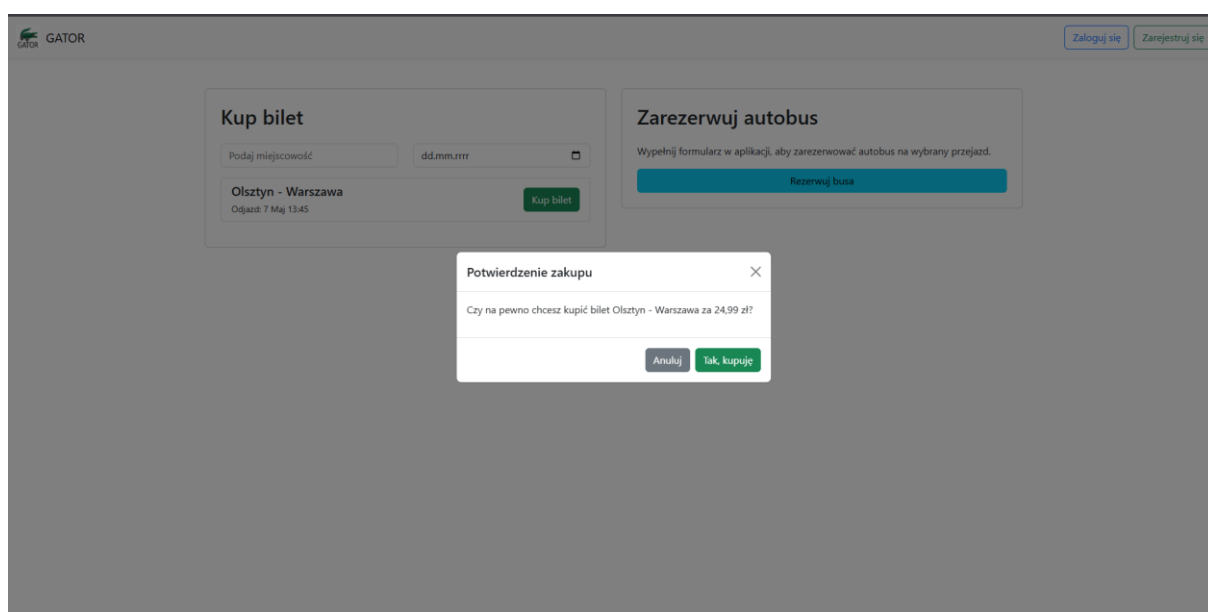 GATOR
GATOR
Zaloguj się
Zarejestruj się
Kup bilet
Podaj miejscowość
dd.mm.rrrr
Olsztyn - Warszawa
Odjazd: 7 Maj 13:45
Kup bilet
Zarezerwuj autobus
Wypełnij formularz w aplikacji, aby zarezerwować autobus na wybrany przejazd.
Rezerwuj busa
Potwierdzenie zakupu
Czy na pewno chcesz kupić bilet Olsztyn - Warszawa za 24,99 zł?
Anuluj
Tak, kupuję